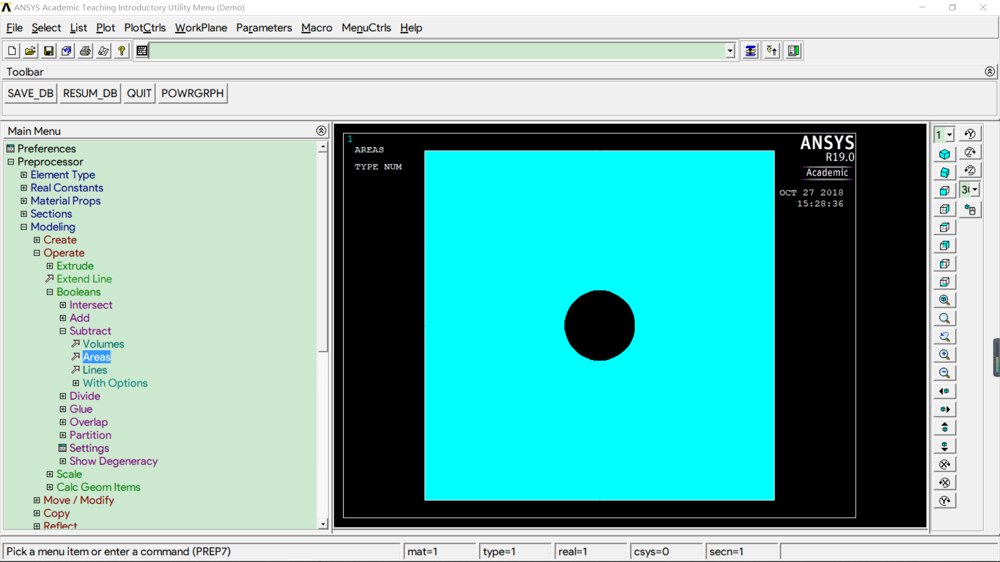 ANSYS Academic Teaching Introductory Utility Menu (Demo)
File Select List Plot PlotCtrls WorkPlane Parameters Macro MenuCtrls Help
Toolbar
SAVE_DB RESUM_DB QUIT POWRGRPH
Main Menu
Preferences
Preprocessor
Element Type
Real Constants
Material Props
Sections
Modeling
Create
Operate
Extrude
Extend Line
Booleans
Intersect
Add
Subtract
Volumes
Areas
Lines
With Options
Divide
Glue
Overlap
Partition
Settings
Show Degeneracy
Scale
Calc Geom Items
Move / Modify
Copy
Reflect
1
AREAS
TYPE NUM
ANSYS
R19.0
Academic
OCT 27 2018
15:28:36
1
Pick a menu item or enter a command (PREP7) mat=1 type=1 real=1 csys=0 secn=1